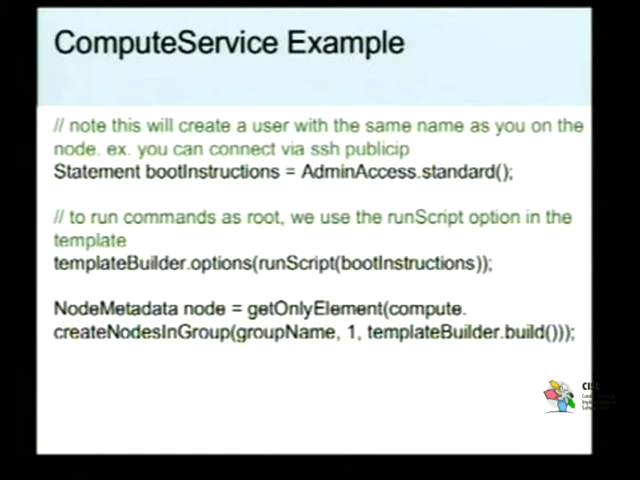 ComputeService Example
// note this will create a user with the same name as you on the
node. ex. you can connect via ssh publicip
Statement bootInstructions = AdminAccess.standard();
// to run commands as root, we use the runScript option in the
template
templateBuilder.options(runScript(bootInstructions));
NodeMetadata node = getOnlyElement(compute.
createNodesInGroup(groupName, 1, templateBuilder.build()));